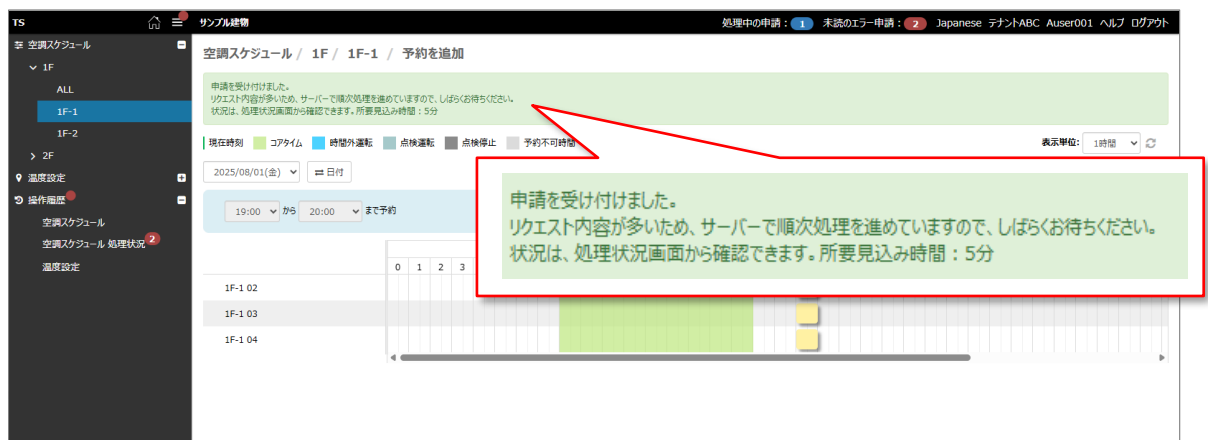 TS
サンプル建物
処理中の申請： 1 未読のエラー申請： 2 Japanese テナントABC Auser001 ヘルプ ログアウト
空調スケジュール
1F
ALL
1F-1
1F-2
2F
温度設定
操作履歴
空調スケジュール
空調スケジュール 処理状況 2
温度設定
空調スケジュール / 1F / 1F-1 / 予約を追加
申請を受け付けました。
リクエスト内容が多いため、サーバーで順次処理を進めていますので、しばらくお待ちください。
状況は、処理状況画面から確認できます。所要見込み時間：5分
現在時刻 コアタイム 時間外運転 点検運転 点検停止 予約不可時間
表示単位: 1時間
2025/08/01(金) 日付
19:00 から 20:00 まで予約
0 1 2 3
1F-1 02
1F-1 03
1F-1 04
申請を受け付けました。
リクエスト内容が多いため、サーバーで順次処理を進めていますので、しばらくお待ちください。
状況は、処理状況画面から確認できます。所要見込み時間：5分